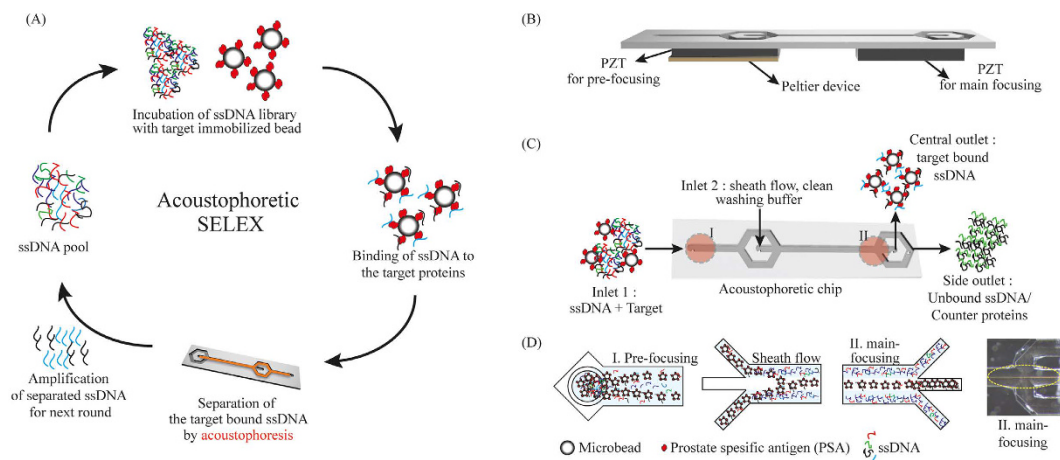 (A)
Incubation of ssDNA library
with target immobilized bead
ssDNA pool
Acoustophoretic
SELEX
Binding of ssDNA to
the target proteins
Amplification
of separated ssDNA
for next round
Separation of
the target bound ssDNA
by acoustophoresis
(B)
PZT
for pre-focusing
Peltier device
PZT
for main focusing
(C)
Central outlet :
target bound
ssDNA
Inlet 2 : sheath flow, clean
washing buffer
I
II
Inlet 1 :
ssDNA + Target
Acoustophoretic chip
Side outlet :
Unbound ssDNA/
Counter proteins
(D)
I. Pre-focusing
Sheath flow
II. main-
focusing
II. main-
focusing
Microbead
Prostate spesific antigen (PSA)
ssDNA